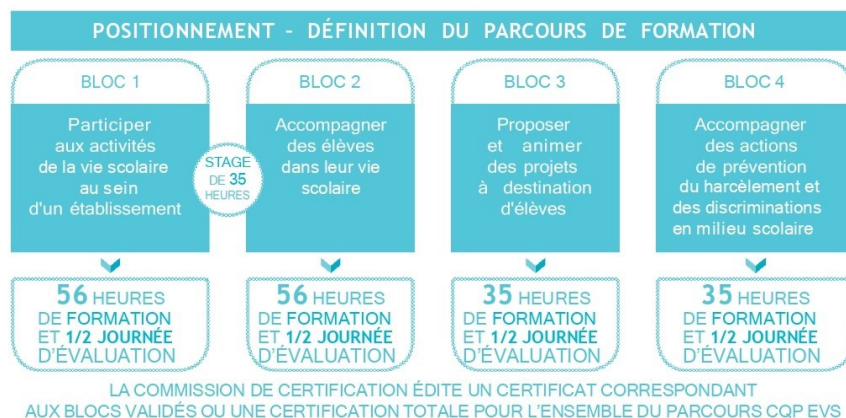 POSITIONNEMENT - DÉFINITION DU PARCOURS DE FORMATION
BLOC 1
Participer
aux activités
de la vie scolaire
au sein
d'un établissement
STAGE
DE 35
HEURES
BLOC 2
Accompagner
des élèves
dans leur vie
scolaire
BLOC 3
Proposer
et animer
des projets
à destination
d'élèves
BLOC 4
Accompagner
des actions
de prévention
du harcèlement et
des discriminations
en milieu scolaire
56 HEURES
DE FORMATION
ET 1/2 JOURNÉE
D'ÉVALUATION
56 HEURES
DE FORMATION
ET 1/2 JOURNÉE
D'ÉVALUATION
35 HEURES
DE FORMATION
ET 1/2 JOURNÉE
D'ÉVALUATION
35 HEURES
DE FORMATION
ET 1/2 JOURNÉE
D'ÉVALUATION
LA COMMISSION DE CERTIFICATION ÉDITE UN CERTIFICAT CORRESPONDANT
AUX BLOCS VALIDÉS OU UNE CERTIFICATION TOTALE POUR L'ENSEMBLE DU PARCOURS CQP EVS